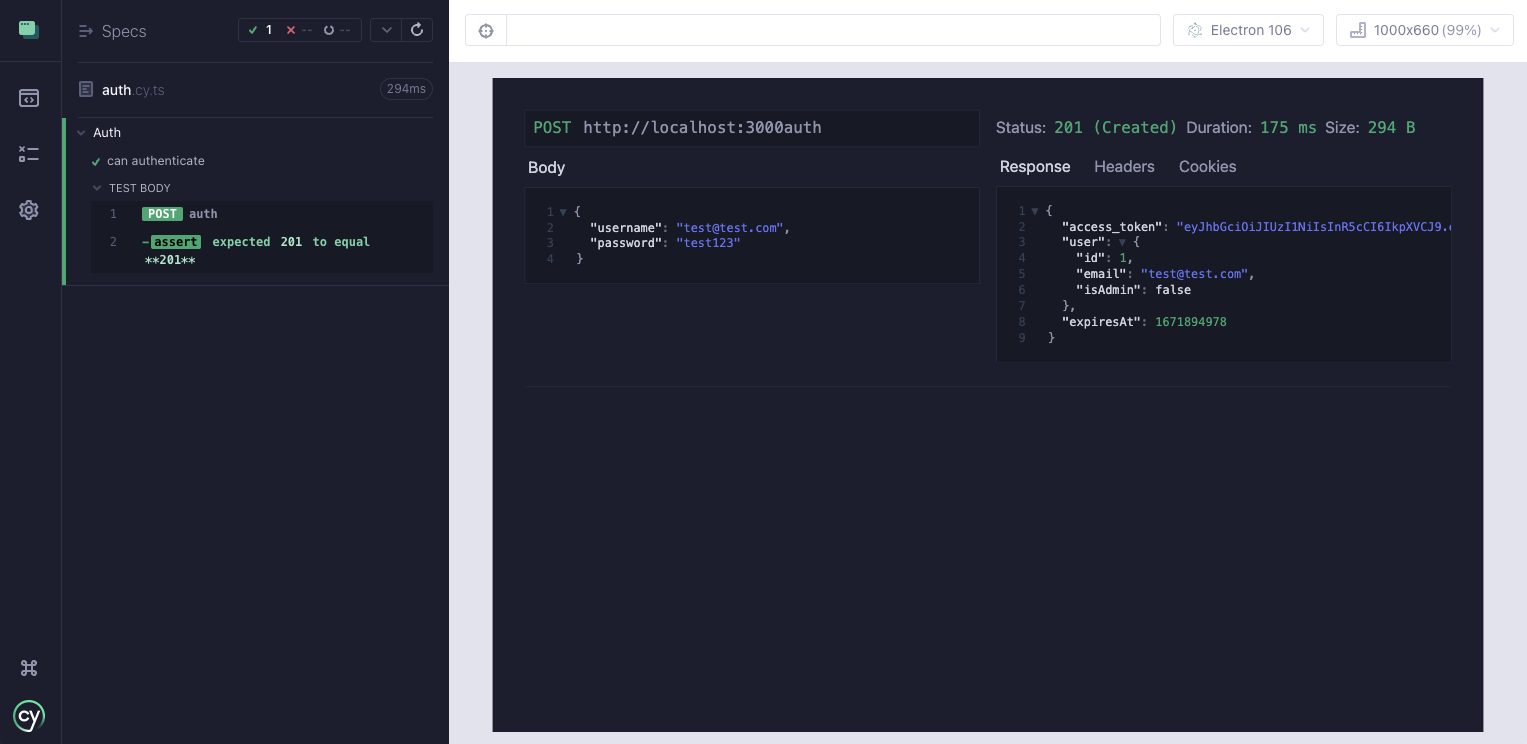 Specs
1 -- --
auth.cy.ts 294ms
Auth
can authenticate
TEST BODY
1 POST auth
2 -assert expected 201 to equal
**201**
cy
Electron 106
1000x660 (99%)
POST http://localhost:3000auth
Status: 201 (Created) Duration: 175 ms Size: 294 B
Body
1 {
2 "username": "test@test.com",
3 "password": "test123"
4 }
Response Headers Cookies
1 {
2 "access_token": "eyJhbGciOiJIUzI1NiIsInR5cCI6IkpXVCJ9.
3 "user": {
4 "id": 1,
5 "email": "test@test.com",
6 "isAdmin": false
7 },
8 "expiresAt": 1671894978
9 }